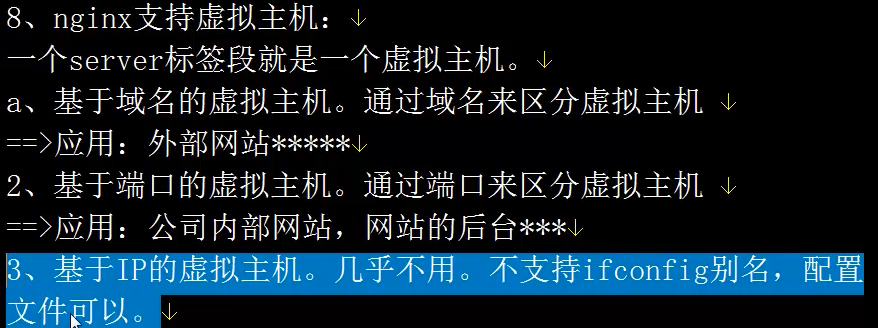 8、nginx支持虚拟主机：↓
一个server标签段就是一个虚拟主机。↓
a、基于域名的虚拟主机。通过域名来区分虚拟主机 ↓
==>应用：外部网站*****↓
2、基于端口的虚拟主机。通过端口来区分虚拟主机 ↓
==>应用：公司内部网站，网站的后台***↓
3、基于IP的虚拟主机。几乎不用。不支持ifconfig别名，配置
文件可以。↓